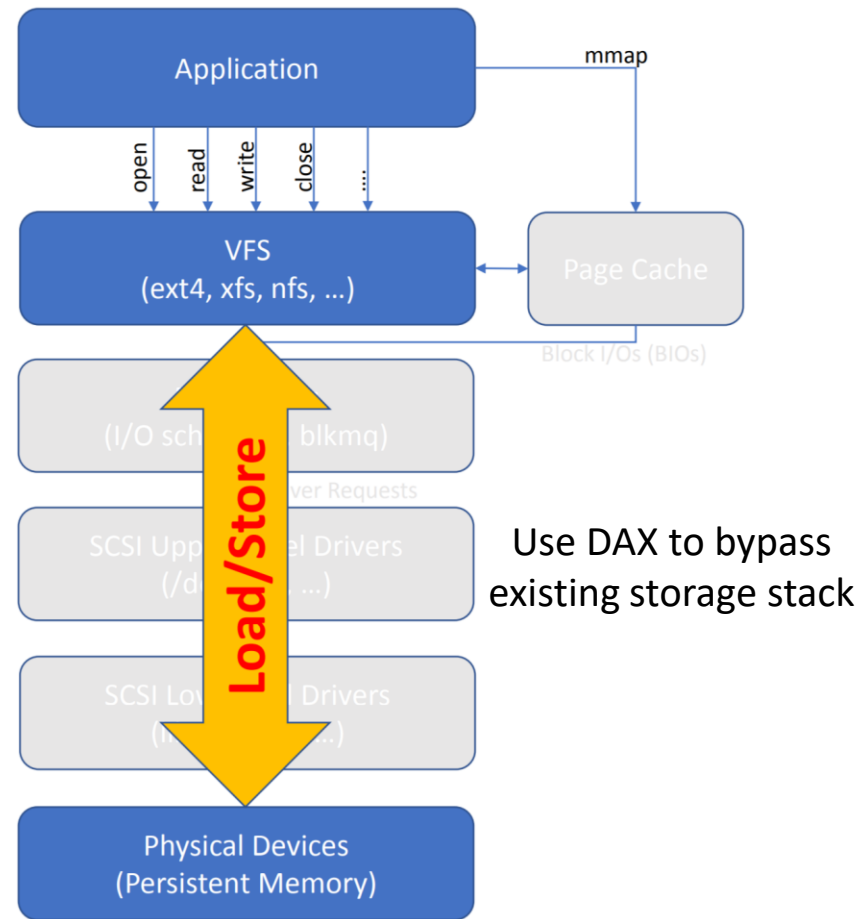 Application
mmap
open
read
write
close
....
VFS
(ext4, xfs, nfs, …)
Page Cache
Block I/Os (BIOs)
(I/O sch blkmq)
ver Requests
Load/Store
SCSI Upp el Drivers
(/d , …)
Use DAX to bypass
existing storage stack
SCSI Lo l Drivers
…)
Physical Devices
(Persistent Memory)